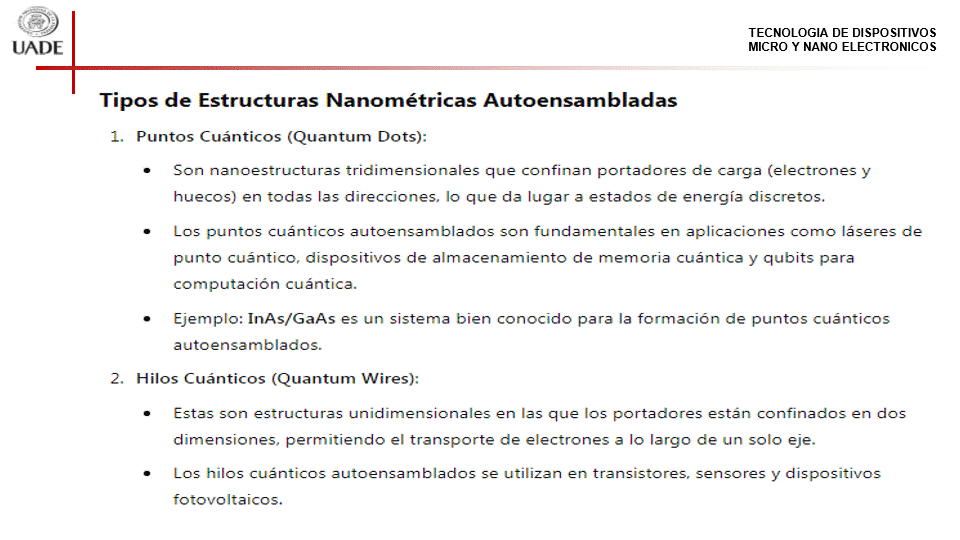 UADE
TECNOLOGIA DE DISPOSITIVOS
MICRO Y NANO ELECTRONICOS
Tipos de Estructuras Nanométricas Autoensambladas
1. Puntos Cuánticos (Quantum Dots):
• Son nanoestructuras tridimensionales que confinan portadores de carga (electrones y
huecos) en todas las direcciones, lo que da lugar a estados de energía discretos.
• Los puntos cuánticos autoensamblados son fundamentales en aplicaciones como láseres de
punto cuántico, dispositivos de almacenamiento de memoria cuántica y qubits para
computación cuántica.
• Ejemplo: InAs/GaAs es un sistema bien conocido para la formación de puntos cuánticos
autoensamblados.
2. Hilos Cuánticos (Quantum Wires):
• Estas son estructuras unidimensionales en las que los portadores están confinados en dos
dimensiones, permitiendo el transporte de electrones a lo largo de un solo eje.
• Los hilos cuánticos autoensamblados se utilizan en transistores, sensores y dispositivos
fotovoltaicos.